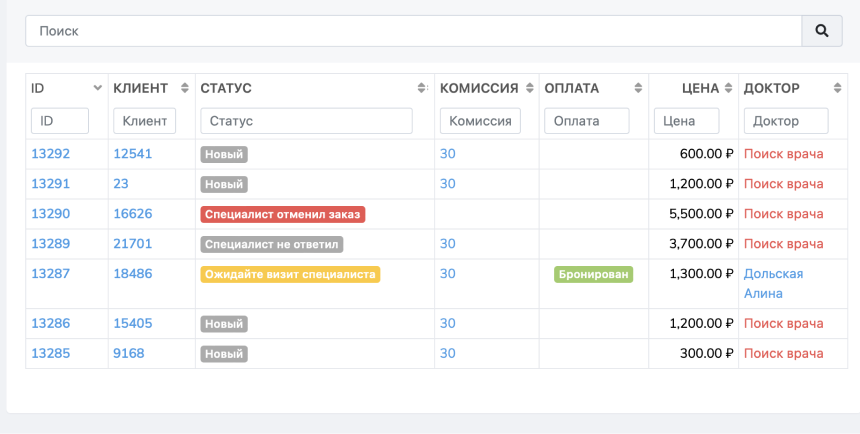 Поиск
ID КЛИЕНТ СТАТУС КОМИССИЯ ОПЛАТА ЦЕНА ДОКТОР
ID Клиент Статус Комиссия Оплата Цена Доктор
13292 12541 Новый 30 600.00 ₽ Поиск врача
13291 23 Новый 30 1,200.00 ₽ Поиск врача
13290 16626 Специалист отменил заказ 5,500.00 ₽ Поиск врача
13289 21701 Специалист не ответил 30 3,700.00 ₽ Поиск врача
13287 18486 Ожидайте визит специвлиста 30 Бронирован 1,300.00 ₽ Дольская
Алина
13286 15405 Новый 30 1,200.00 ₽ Поиск врача
13285 9168 Новый 30 300.00 ₽ Поиск врача